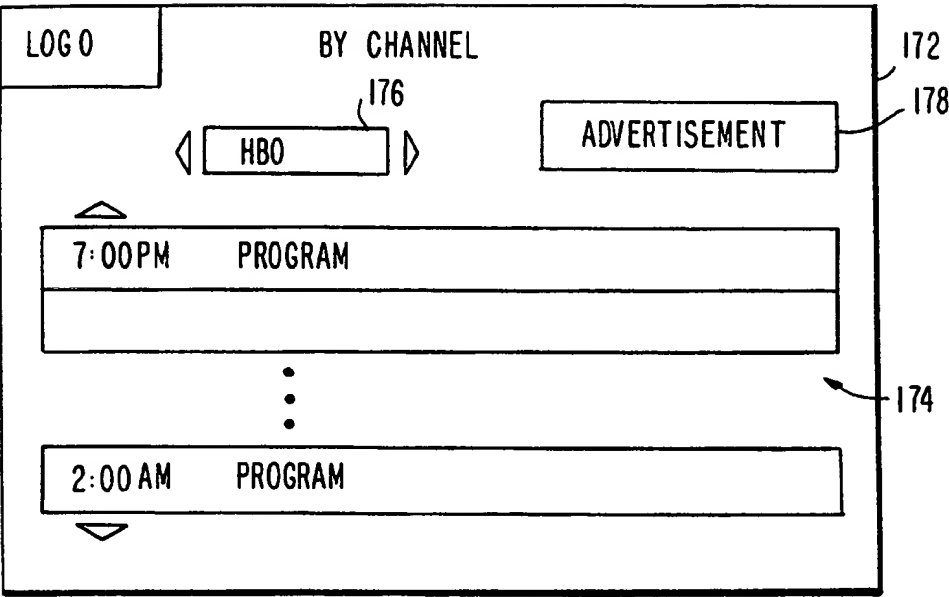 LOGO
BY CHANNEL
172
176
178
HBO
ADVERTISEMENT
7:00PM PROGRAM
174
2:00AM PROGRAM